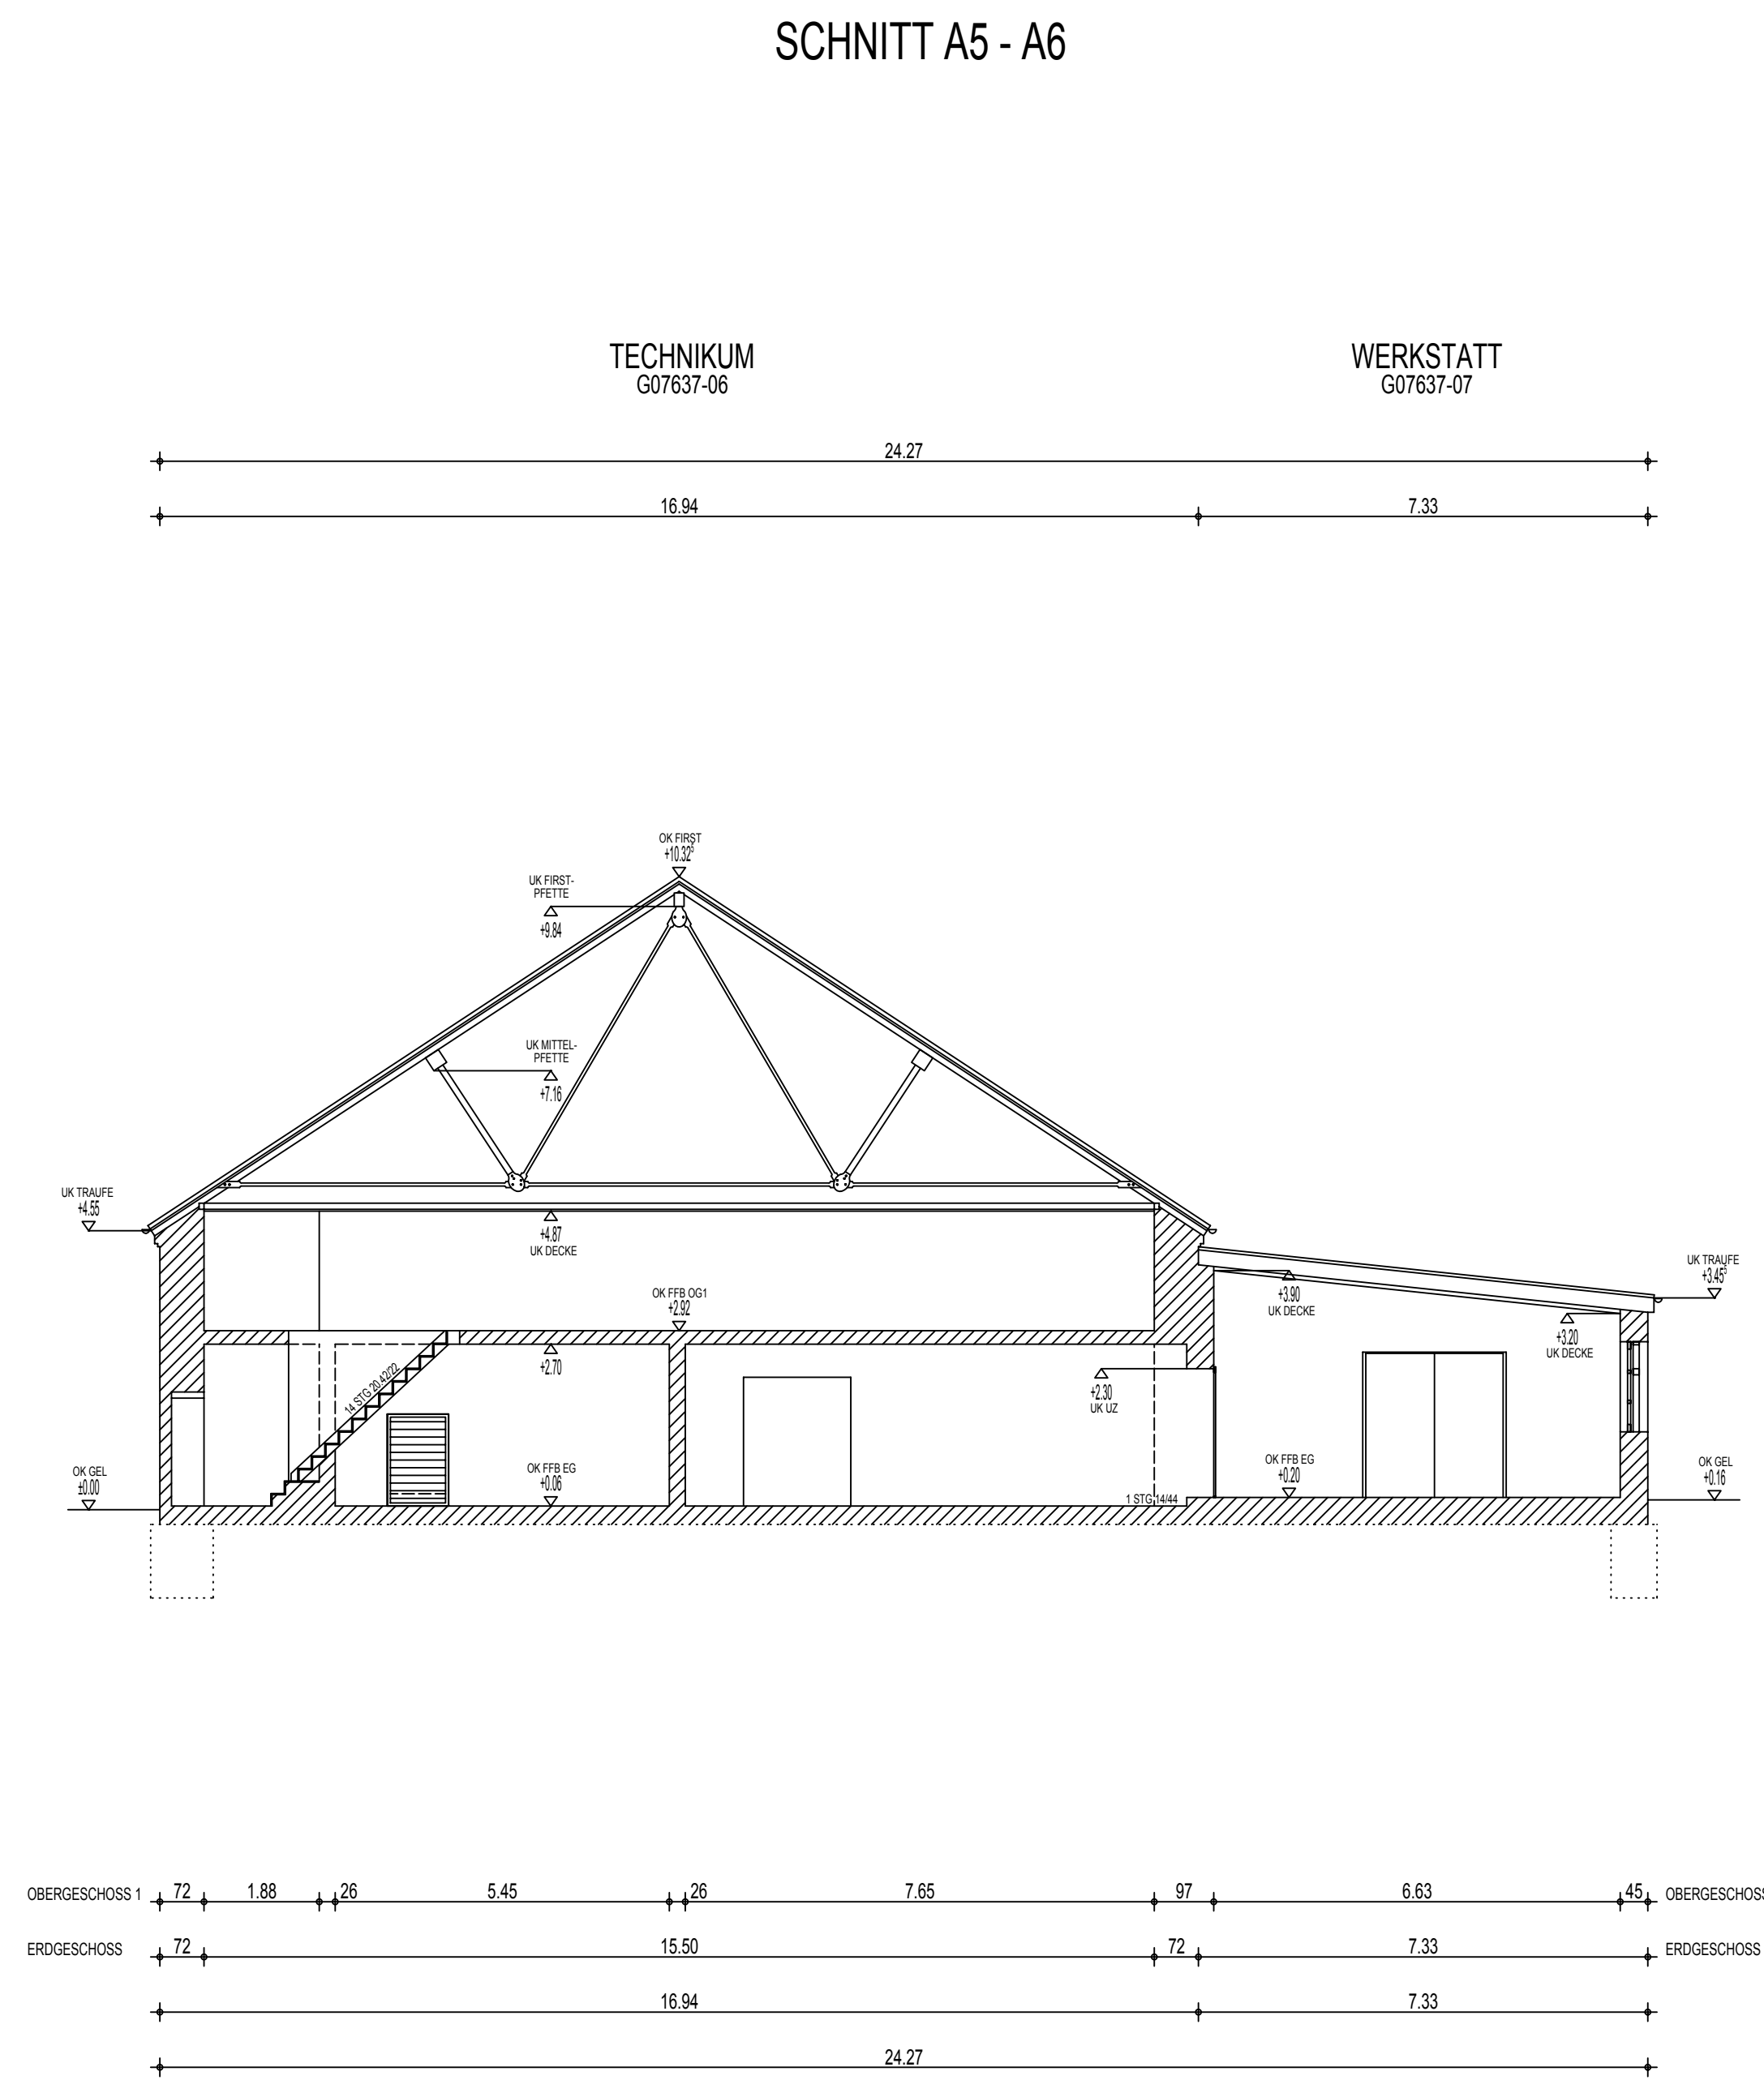 SCHNITT A5 - A6
TECHNIKUM
G07637-06
WERKSTATT
G07637-07
24.27
16.94
7.33
OK FIRST
+10.32⁵
UK FIRST-
PFETTE
+9.84
UK MITTEL-
PFETTE
+7.16
UK TRAUFE
+4.55
+4.87
UK DECKE
UK TRAUFE
+3.45⁵
+3.90
UK DECKE
OK FFB OG1
+2.92
+3.20
UK DECKE
+2.70
14 STG 20.42/22
+2.30
UK UZ
OK GEL
±0.00
OK FFB EG
+0.06
1 STG 14/44
OK FFB EG
+0.20
OK GEL
+0.16
OBERGESCHOSS 1 72 1.88 26 5.45 26 7.65 97 6.63 45 OBERGESCHOSS
ERDGESCHOSS 72 15.50 72 7.33 ERDGESCHOSS
16.94 7.33
24.27